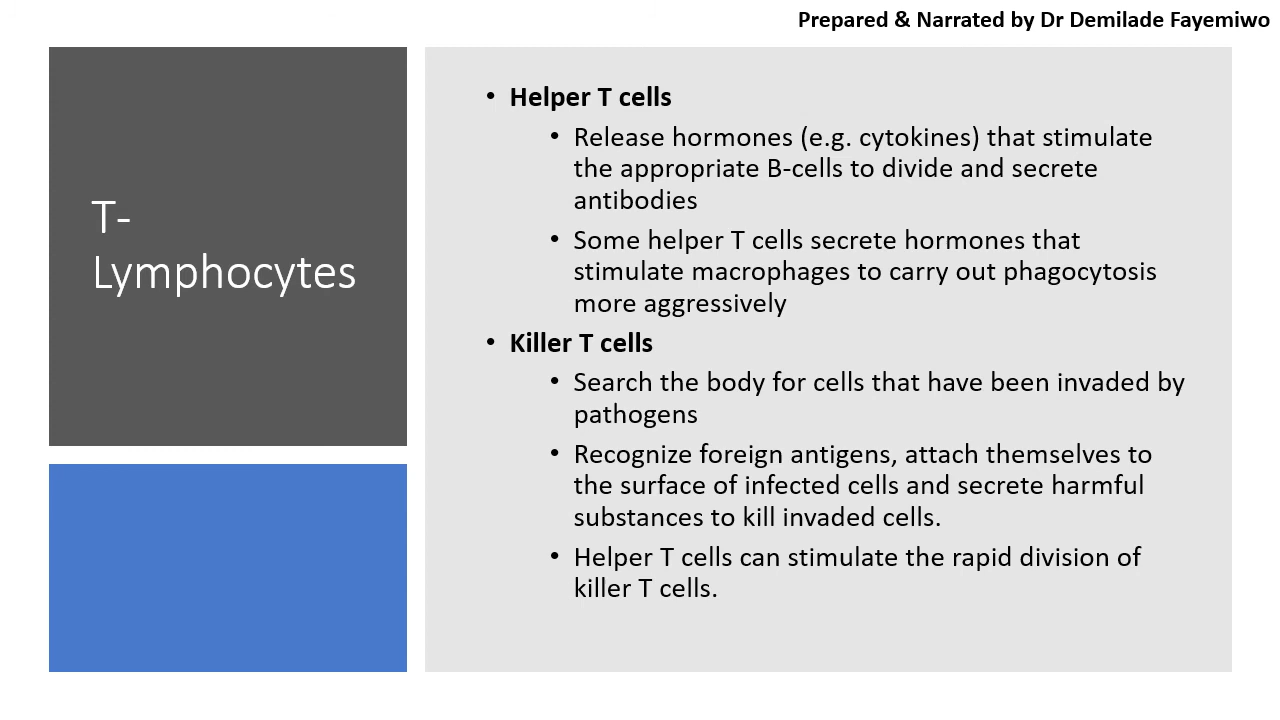 Prepared & Narrated by Dr Demilade Fayemiwo
T-
Lymphocytes
• Helper T cells
• Release hormones (e.g. cytokines) that stimulate
the appropriate B-cells to divide and secrete
antibodies
• Some helper T cells secrete hormones that
stimulate macrophages to carry out phagocytosis
more aggressively
• Killer T cells
• Search the body for cells that have been invaded by
pathogens
• Recognize foreign antigens, attach themselves to
the surface of infected cells and secrete harmful
substances to kill invaded cells.
• Helper T cells can stimulate the rapid division of
killer T cells.